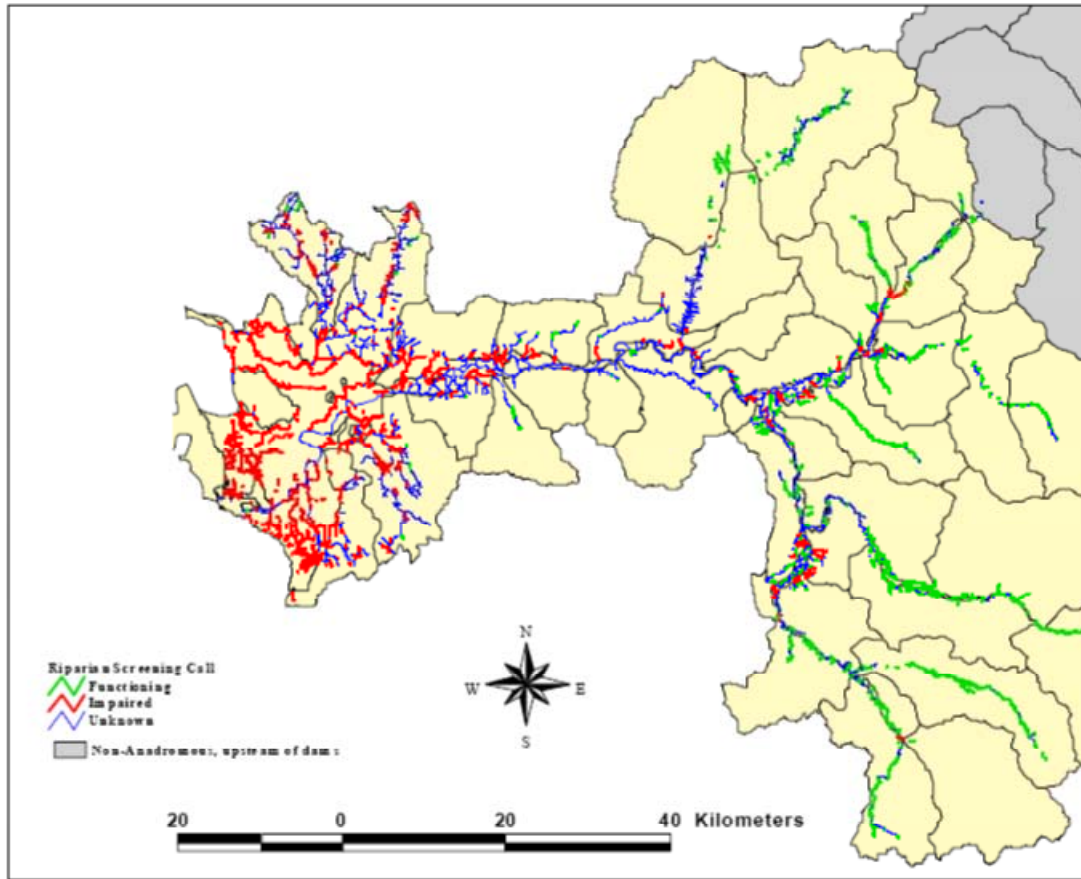 N
W E
S
Riparian Screening Call
Functioning
Impaired
Unknown
Non-Anadromous, upstream of dams
20 0 20 40 Kilometers